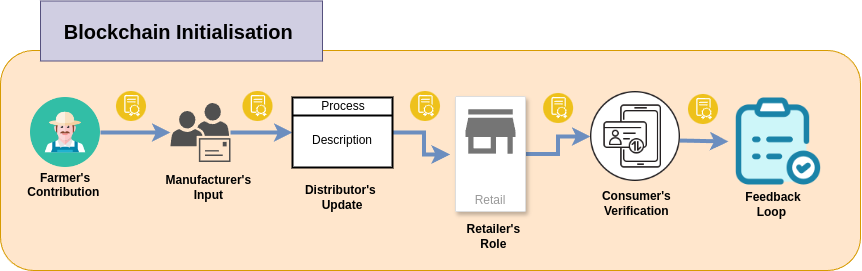 Blockchain Initialisation
Farmer's
Contribution
Manufacturer's
Input
Process
Description
Distributor's
Update
Retail
Retailer's
Role
Consumer's
Verification
Feedback
Loop